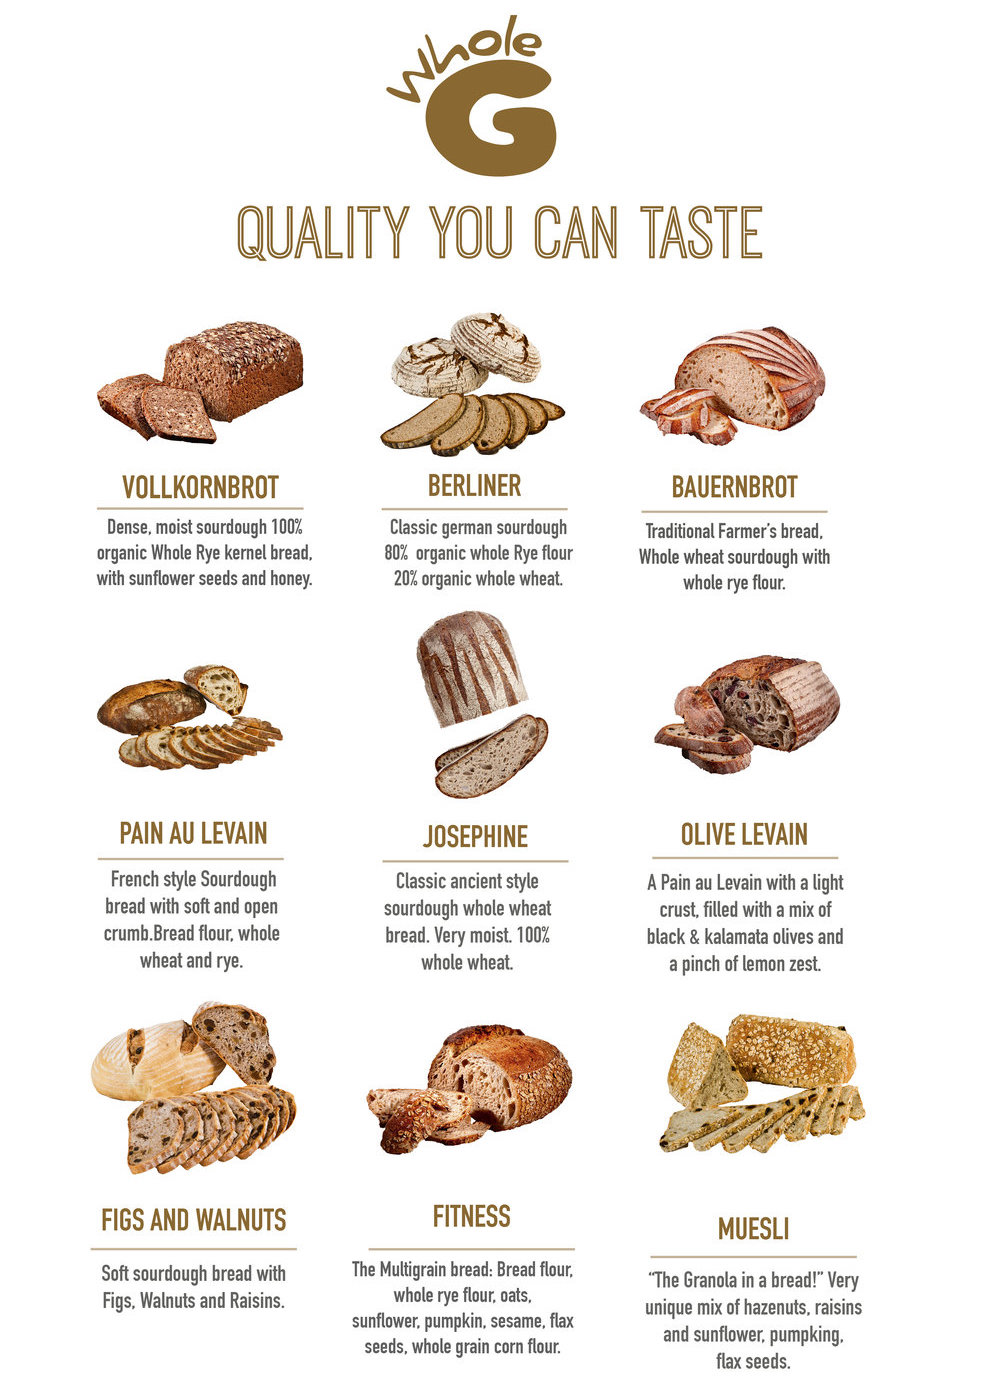 Whole
G
QUALITY YOU CAN TASTE
VOLLKORNBROT
Dense, moist sourdough 100%
organic Whole Rye kernel bread,
with sunflower seeds and honey.
BERLINER
Classic german sourdough
80% organic whole Rye flour
20% organic whole wheat.
BAUERNBROT
Traditional Farmer's bread,
Whole wheat sourdough with
whole rye flour.
PAIN AU LEVAIN
French style Sourdough
bread with soft and open
crumb.Bread flour, whole
wheat and rye.
JOSEPHINE
Classic ancient style
sourdough whole wheat
bread. Very moist. 100%
whole wheat.
OLIVE LEVAIN
A Pain au Levain with a light
crust, filled with a mix of
black & kalamata olives and
a pinch of lemon zest.
FIGS AND WALNUTS
Soft sourdough bread with
Figs, Walnuts and Raisins.
FITNESS
The Multigrain bread: Bread flour,
whole rye flour, oats,
sunflower, pumpkin, sesame, flax
seeds, whole grain corn flour.
MUESLI
“The Granola in a bread!” Very
unique mix of hazenuts, raisins
and sunflower, pumpking,
flax seeds.